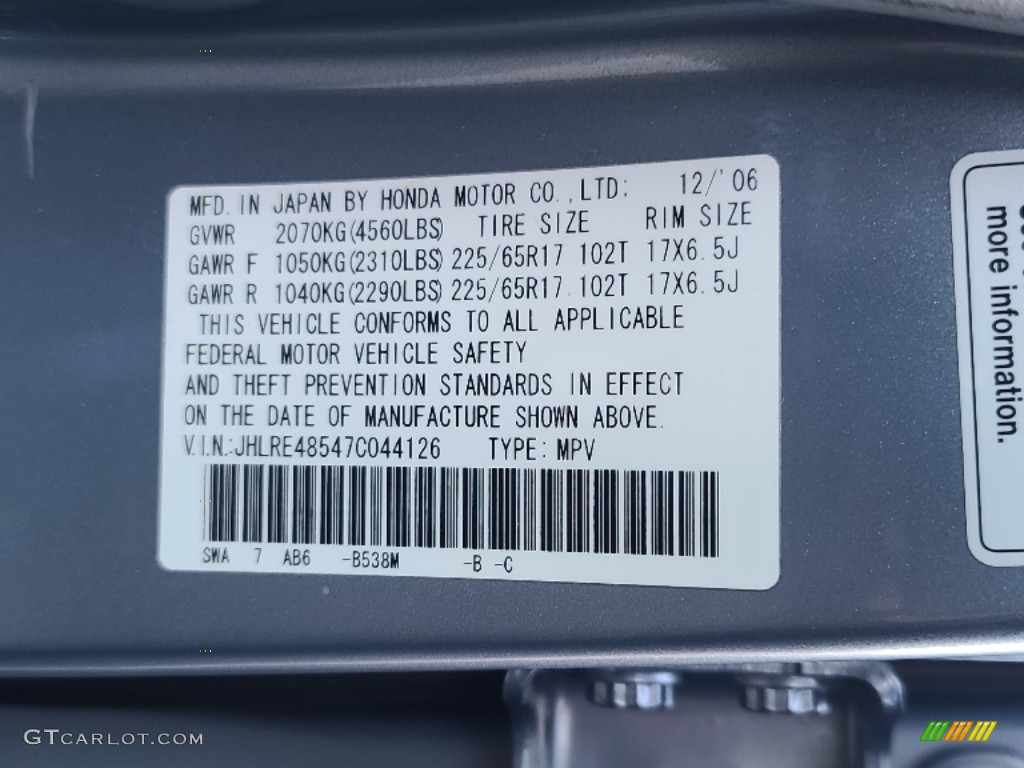 MFD. IN JAPAN BY HONDA MOTOR CO.,LTD: 12/'06
GVWR 2070KG(4560LBS) TIRE SIZE RIM SIZE
GAWR F 1050KG(2310LBS) 225/65R17 102T 17X6.5J
GAWR R 1040KG(2290LBS) 225/65R17 102T 17X6.5J
THIS VEHICLE CONFORMS TO ALL APPLICABLE
FEDERAL MOTOR VEHICLE SAFETY
AND THEFT PREVENTION STANDARDS IN EFFECT
ON THE DATE OF MANUFACTURE SHOWN ABOVE.
V.I.N.:JHLRE48547C044126 TYPE: MPV
SWA 7 AB6 -B538M -B -C
more information.
GTCARLOT.COM